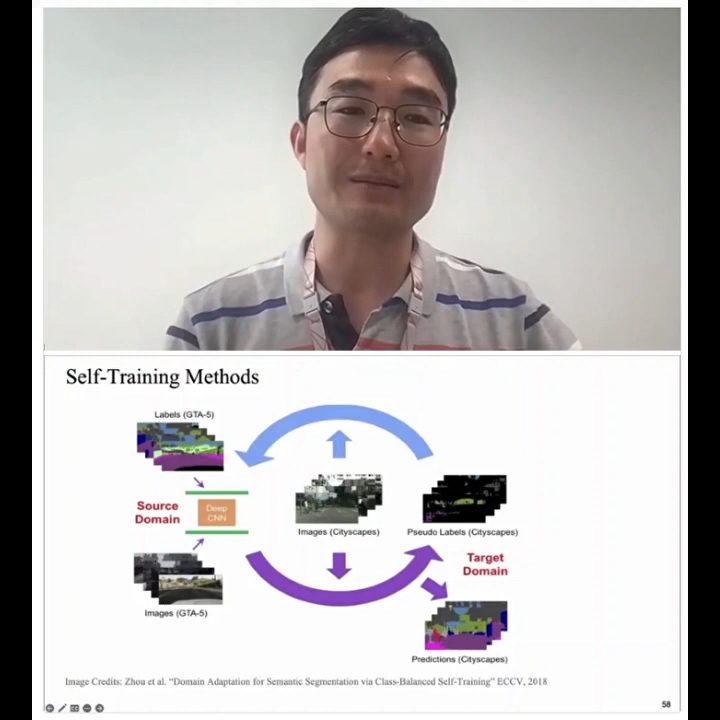 Self-Training Methods
Labels (GTA-5)
Source
Domain
Deep
CNN
Images (Cityscapes)
Pseudo Labels (Cityscapes)
Target
Domain
Images (GTA-5)
Predictions (Cityscapes)
Image Credits: Zhou et al. "Domain Adaptation for Semantic Segmentation via Class-Balanced Self-Training" ECCV, 2018
58